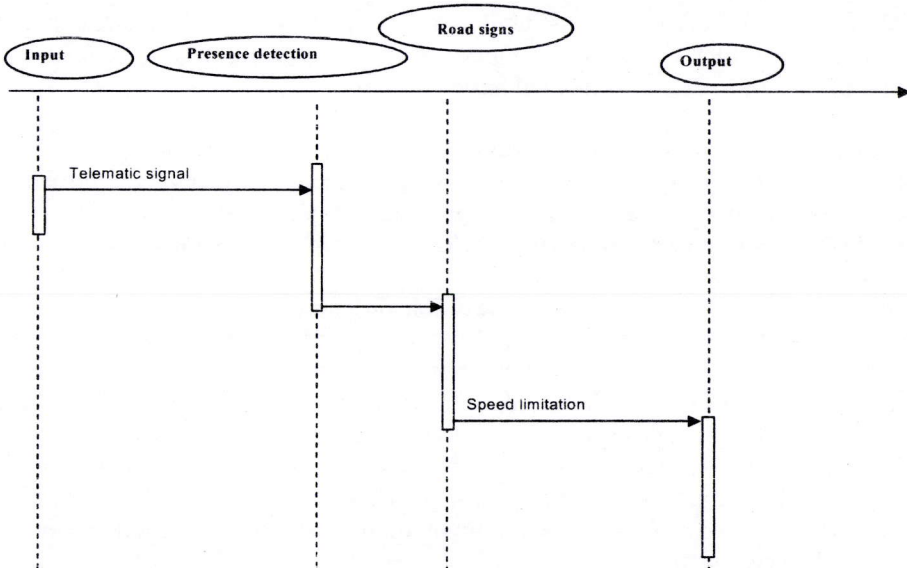 Input
Presence detection
Road signs
Output
Telematic signal
Speed limitation